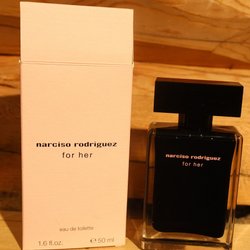 narciso rodriguez
for her
eau de toilette
1.6 fl.oz. e 50 ml
narciso rodriguez
for her